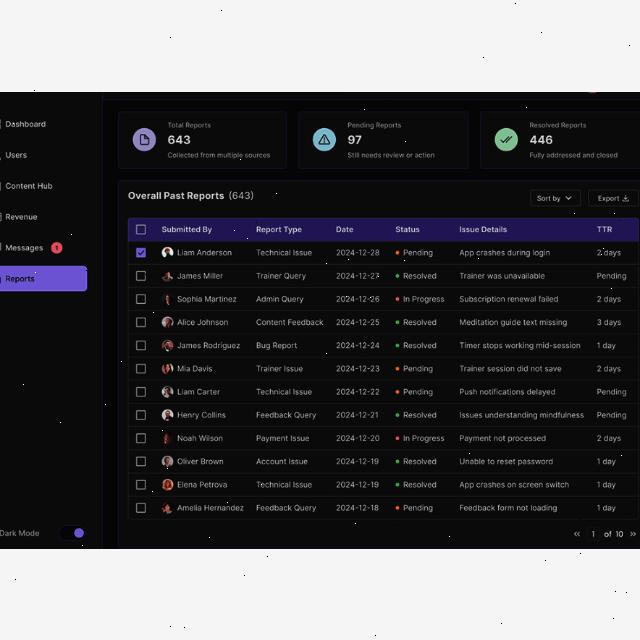 Dashboard
Users
Content Hub
Revenue
Messages 1
Reports
Dark Mode
Total Reports
643
Collected from multiple sources
Pending Reports
97
Still needs review or action
Resolved Reports
446
Fully addressed and closed
Overall Past Reports (643)
Sort by
Export
Submitted By Report Type Date Status Issue Details TTR
Liam Anderson Technical Issue 2024-12-28 Pending App crashes during login 2 days
James Miller Trainer Query 2024-12-27 Resolved Trainer was unavailable Pending
Sophia Martinez Admin Query 2024-12-26 In Progress Subscription renewal failed 2 days
Alice Johnson Content Feedback 2024-12-25 Resolved Meditation guide text missing 3 days
James Rodriguez Bug Report 2024-12-24 Resolved Timer stops working mid-session 1 day
Mia Davis Trainer Issue 2024-12-23 Pending Trainer session did not save 2 days
Liam Carter Technical Issue 2024-12-22 Pending Push notifications delayed Pending
Henry Collins Feedback Query 2024-12-21 Resolved Issues understanding mindfulness Pending
Noah Wilson Payment Issue 2024-12-20 In Progress Payment not processed 2 days
Oliver Brown Account Issue 2024-12-19 Resolved Unable to reset password 1 day
Elena Petrova Technical Issue 2024-12-19 Resolved App crashes on screen switch 1 day
Amelia Hernandez Feedback Query 2024-12-18 Pending Feedback form not loading 1 day
« 1 of 10 »